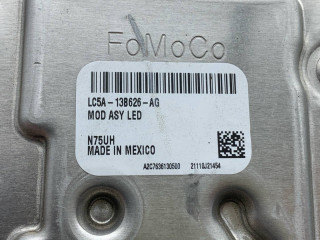 FoMoCo
LC5A-13B626-AG
MOD ASY LED
N75UH
MADE IN MEXICO
A2C7636130500 21110J21454